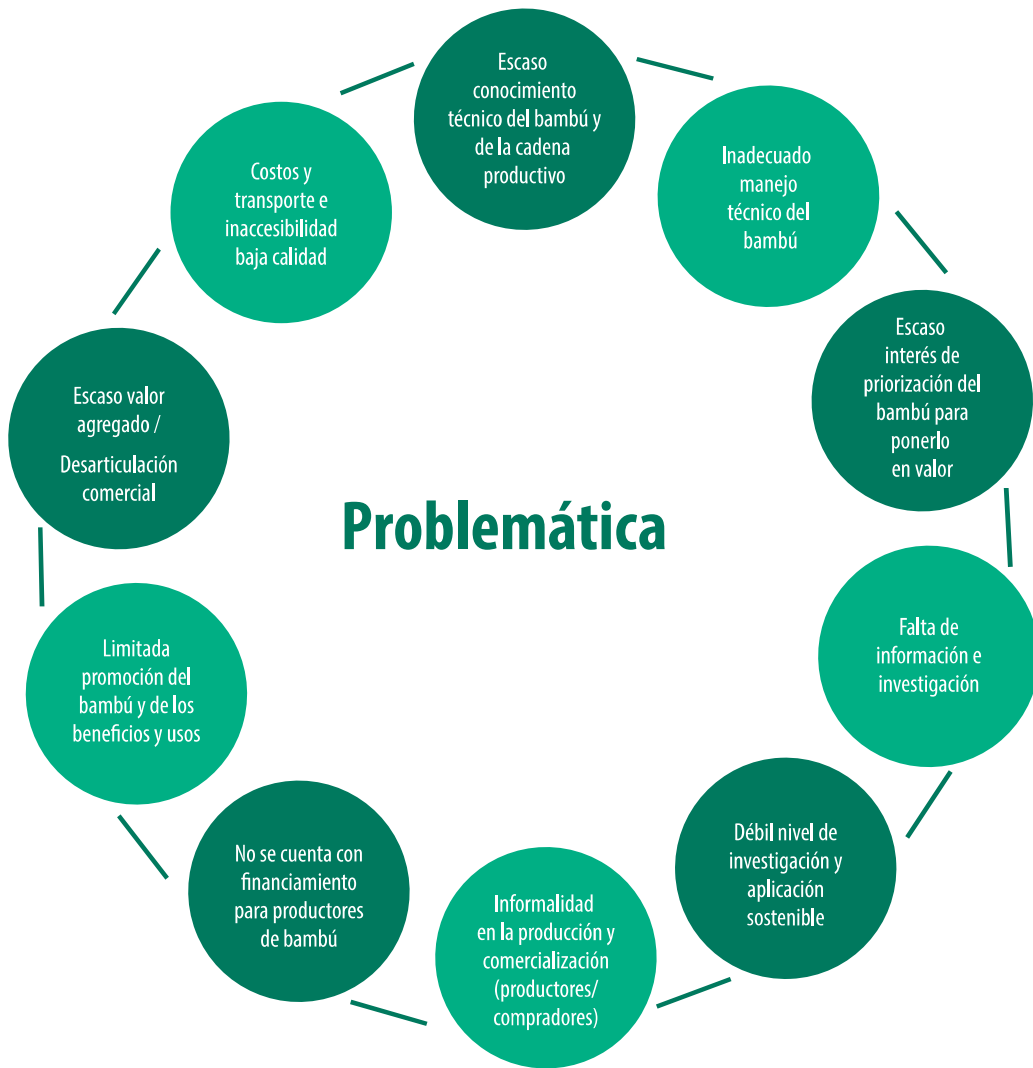 Escaso
conocimiento
técnico del bambú y
de la cadena
productivo
Inadecuado
manejo
técnico del
bambú
Escaso
interés de
priorización del
bambú para
ponerlo
en valor
Falta de
información e
investigación
Débil nivel de
investigación y
aplicación
sostenible
Informalidad
en la producción y
comercialización
(productores/
compradores)
No se cuenta con
financiamiento
para productores
de bambú
Limitada
promoción del
bambú y de los
beneficios y usos
Escaso valor
agregado /
Desarticulación
comercial
Costos y
transporte e
inaccesibilidad
baja calidad
Problemática